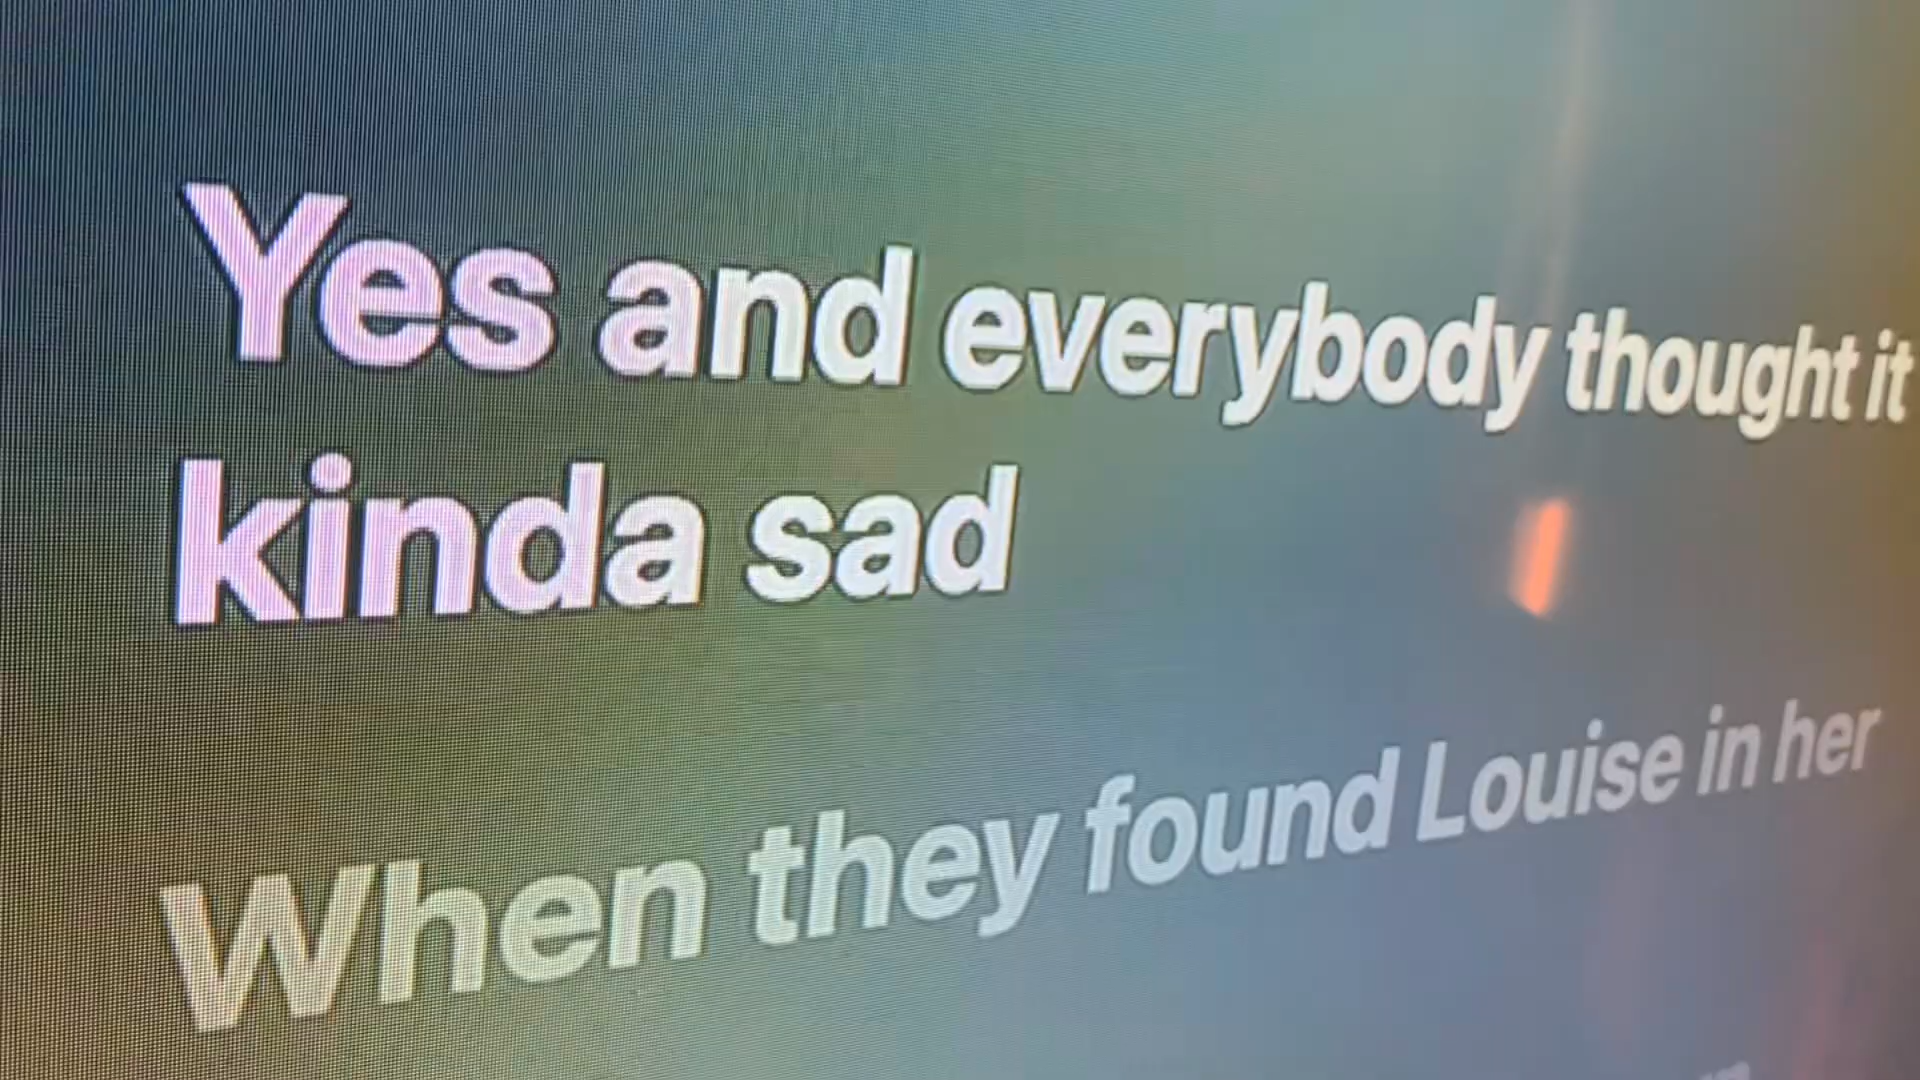 Yes and everybody thought it
kinda sad
When they found Louise in her